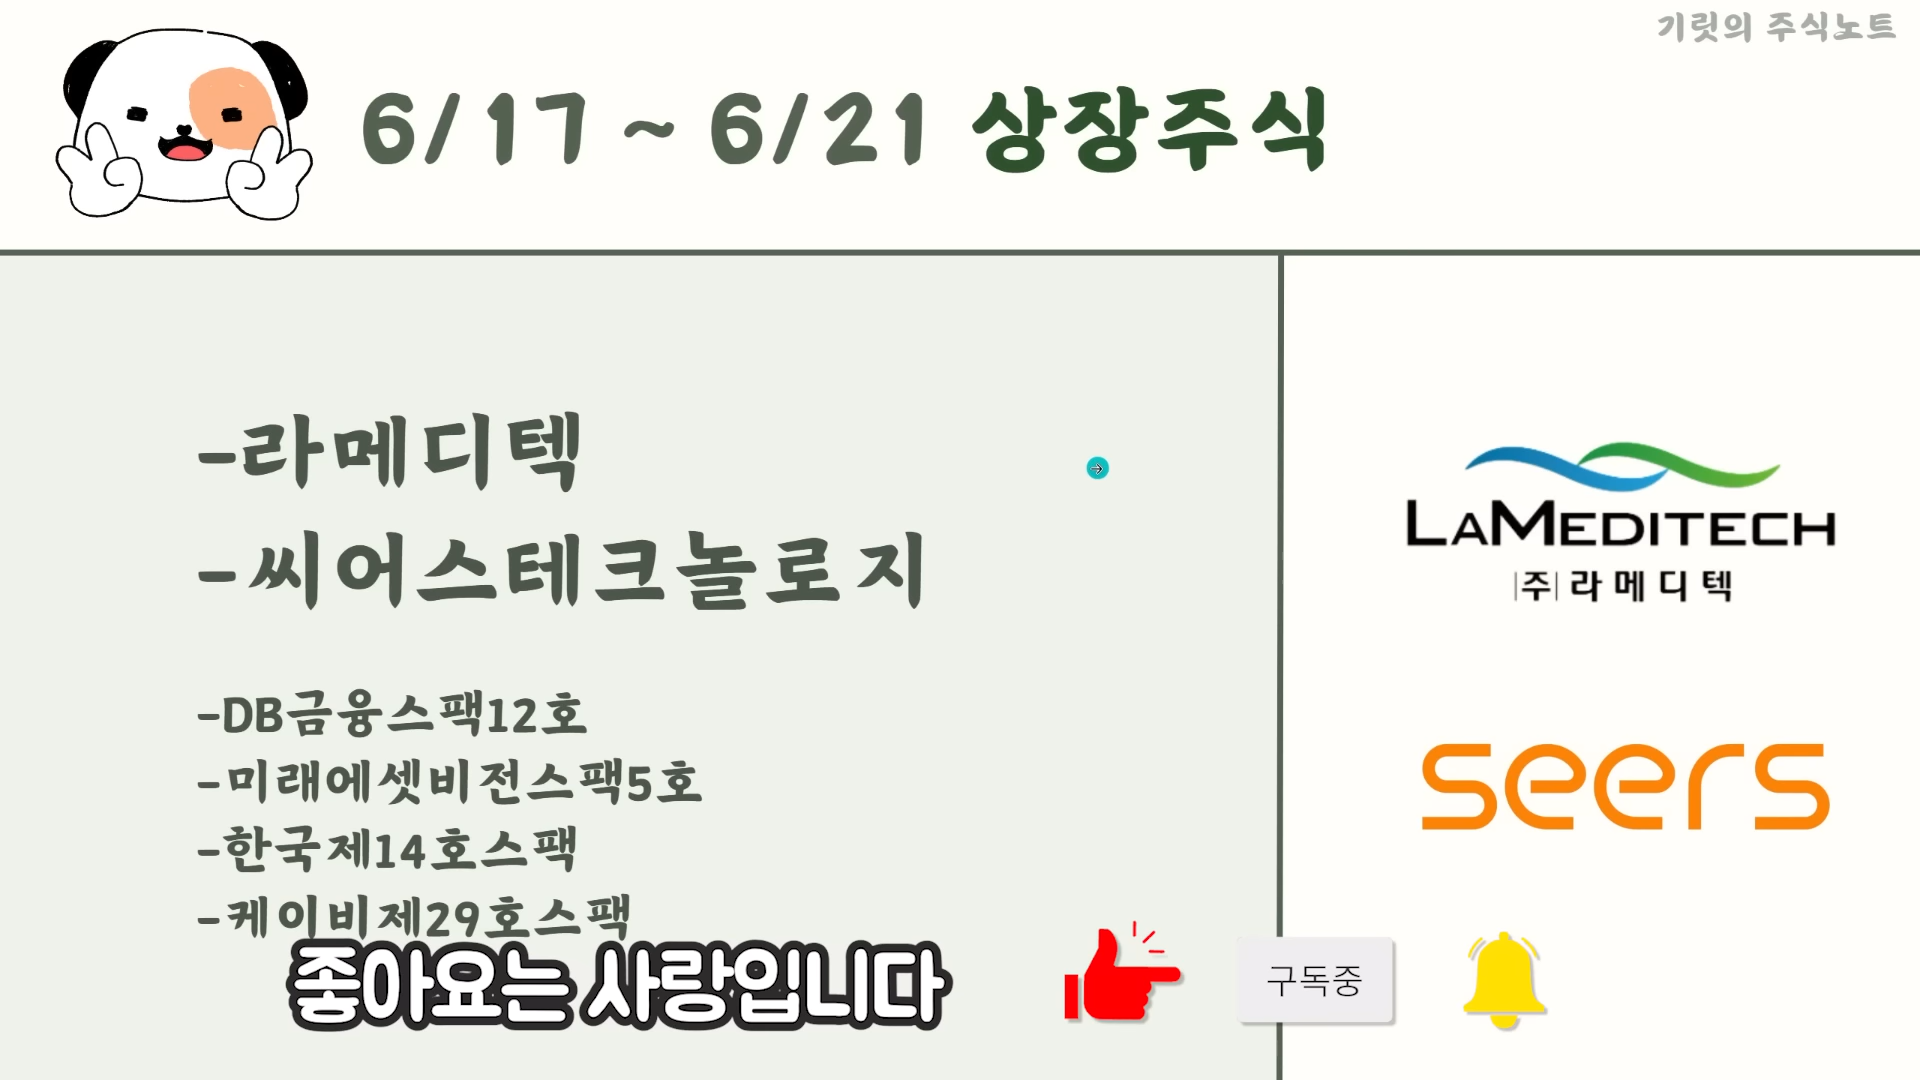 기릿의 주식노트
6/17 ~ 6/21 상장주식
-라메디텍
-씨어스테크놀로지
-DB금융스팩12호
-미래에셋비전스팩5호
-한국제14호스팩
-케이비제29호스팩
LAMEDITECH
|주|라메디텍
seers
좋아요는 사랑입니다
구독중